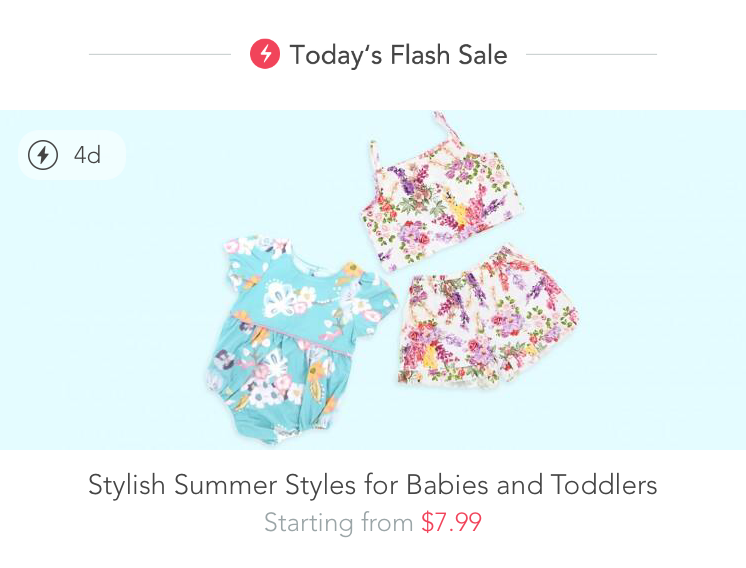 Today‘s Flash Sale
4d
Stylish Summer Styles for Babies and Toddlers
Starting from $7.99